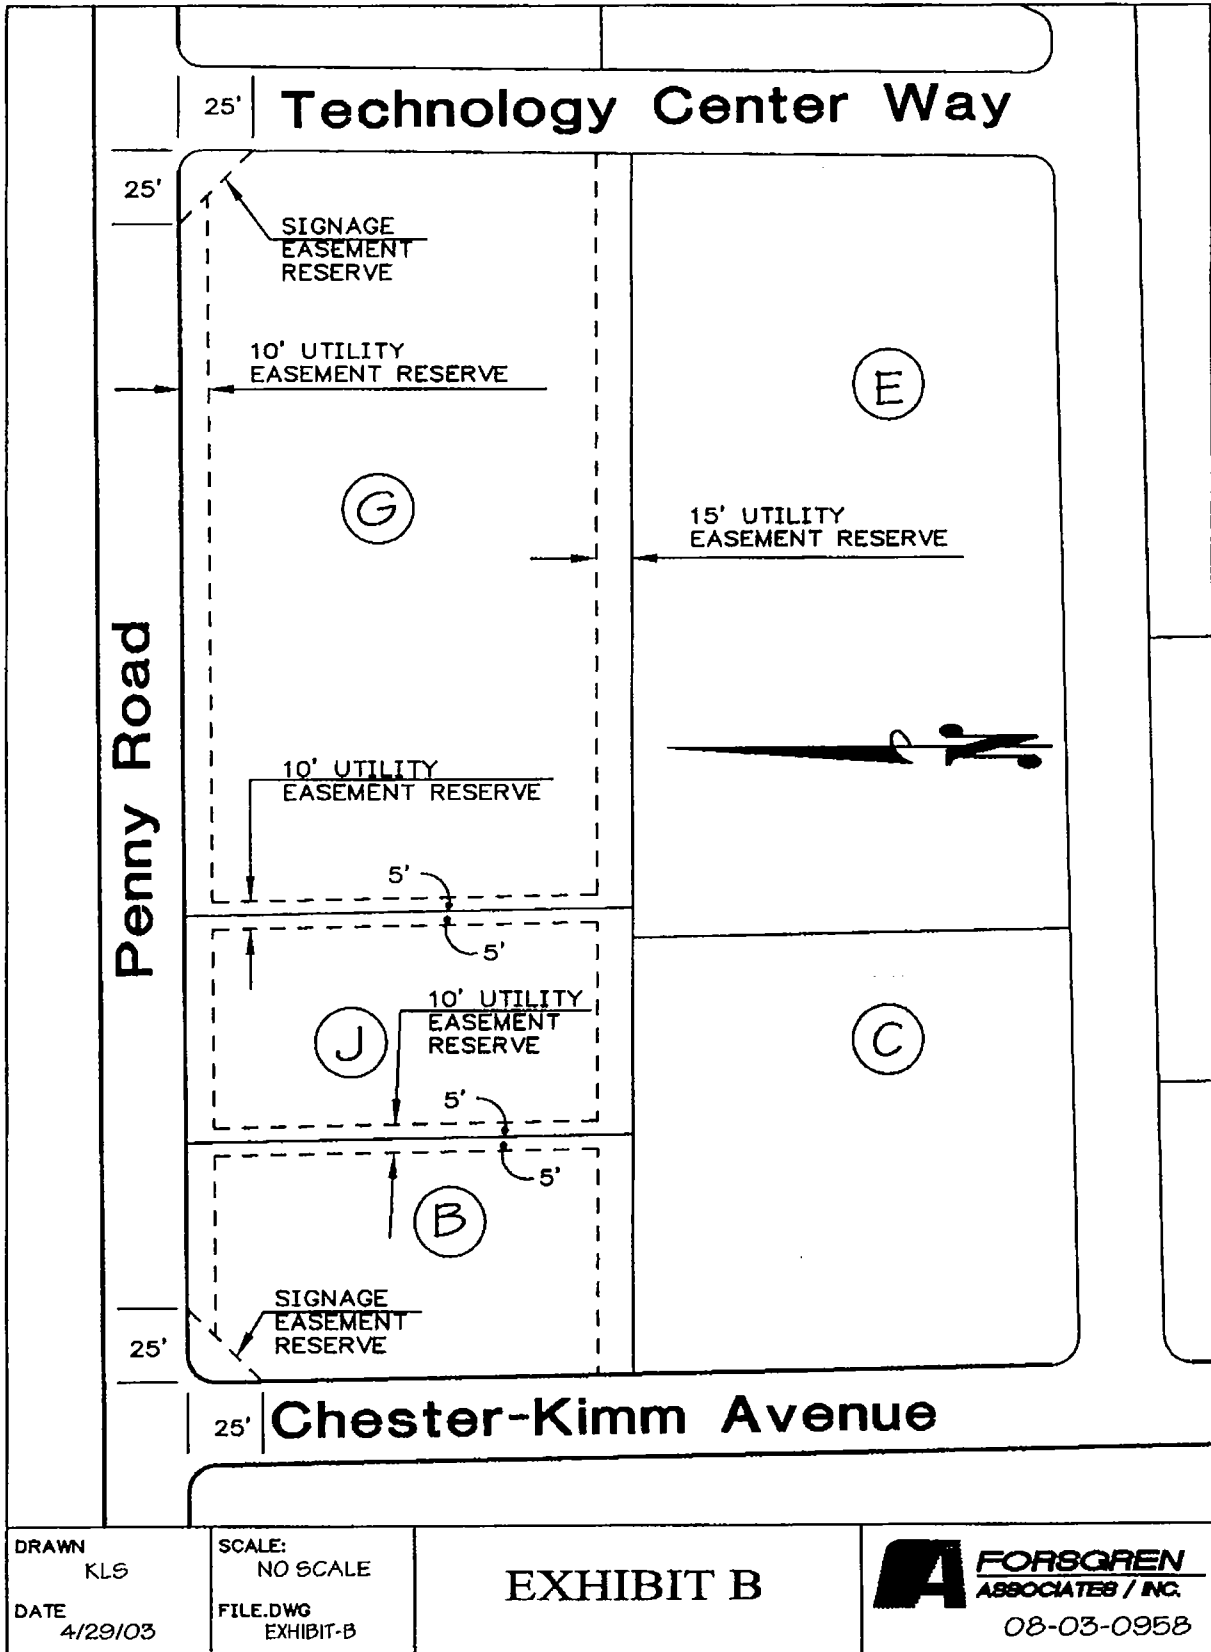 25'
Technology Center Way
25'
SIGNAGE
EASEMENT
RESERVE
10' UTILITY
EASEMENT RESERVE
E
G
15' UTILITY
EASEMENT RESERVE
Penny Road
N
10' UTILITY
EASEMENT RESERVE
5'
5'
10' UTILITY
EASEMENT
RESERVE
J
C
5'
5'
B
SIGNAGE
EASEMENT
RESERVE
25'
25'
Chester-Kimm Avenue
DRAWN
KLS
DATE
4/29/03
SCALE:
NO SCALE
FILE.DWG
EXHIBIT-B
EXHIBIT B
A
FORSGREN
ASSOCIATES / INC.
08-03-0958